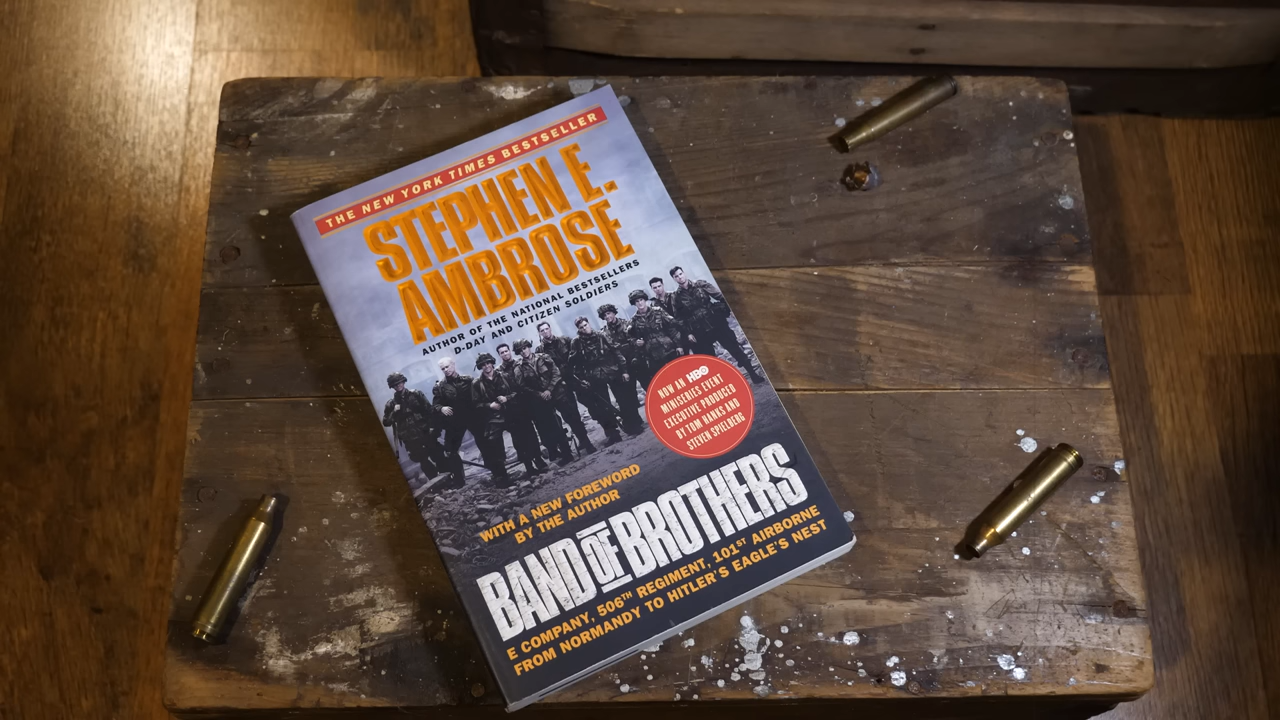 THE NEW YORK TIMES BESTSELLER
STEPHEN E.
AMBROSE
AUTHOR OF THE NATIONAL BESTSELLERS
D-DAY AND CITIZEN SOLDIERS
NOW AN HBO
MINISERIES EVENT
EXECUTIVE PRODUCED
BY TOM HANKS AND
STEVEN SPIELBERG
WITH A NEW FOREWORD
BY THE AUTHOR
BAND OF BROTHERS
E COMPANY, 506TH REGIMENT, 101ST AIRBORNE
FROM NORMANDY TO HITLER'S EAGLE'S NEST